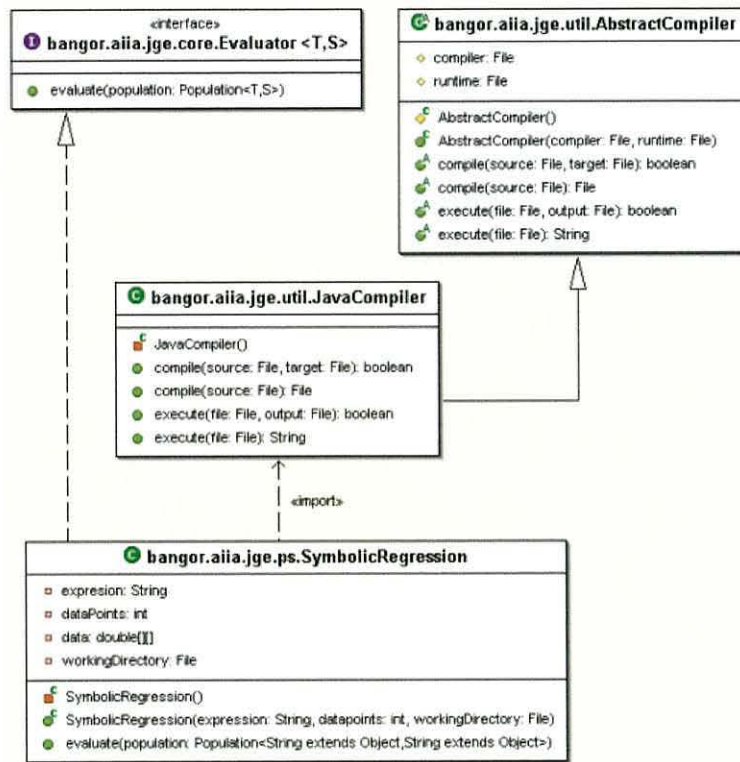 «interface»
bangor.aiia.jge.core.Evaluator <T,S>
evaluate(population: Population<T,S>)
bangor.aiia.jge.util.AbstractCompiler
compiler: File
runtime: File
AbstractCompiler()
AbstractCompiler(compiler: File, runtime: File)
compile(source: File, target: File): boolean
compile(source: File): File
execute(file: File, output: File): boolean
execute(file: File): String
bangor.aiia.jge.util.JavaCompiler
JavaCompiler()
compile(source: File, target: File): boolean
compile(source: File): File
execute(file: File, output: File): boolean
execute(file: File): String
«import»
bangor.aiia.jge.ps.SymbolicRegression
expresion: String
dataPoints: int
data: double[][]
workingDirectory: File
SymbolicRegression()
SymbolicRegression(expression: String, datapoints: int, workingDirectory: File)
evaluate(population: Population<String extends Object,String extends Object>)